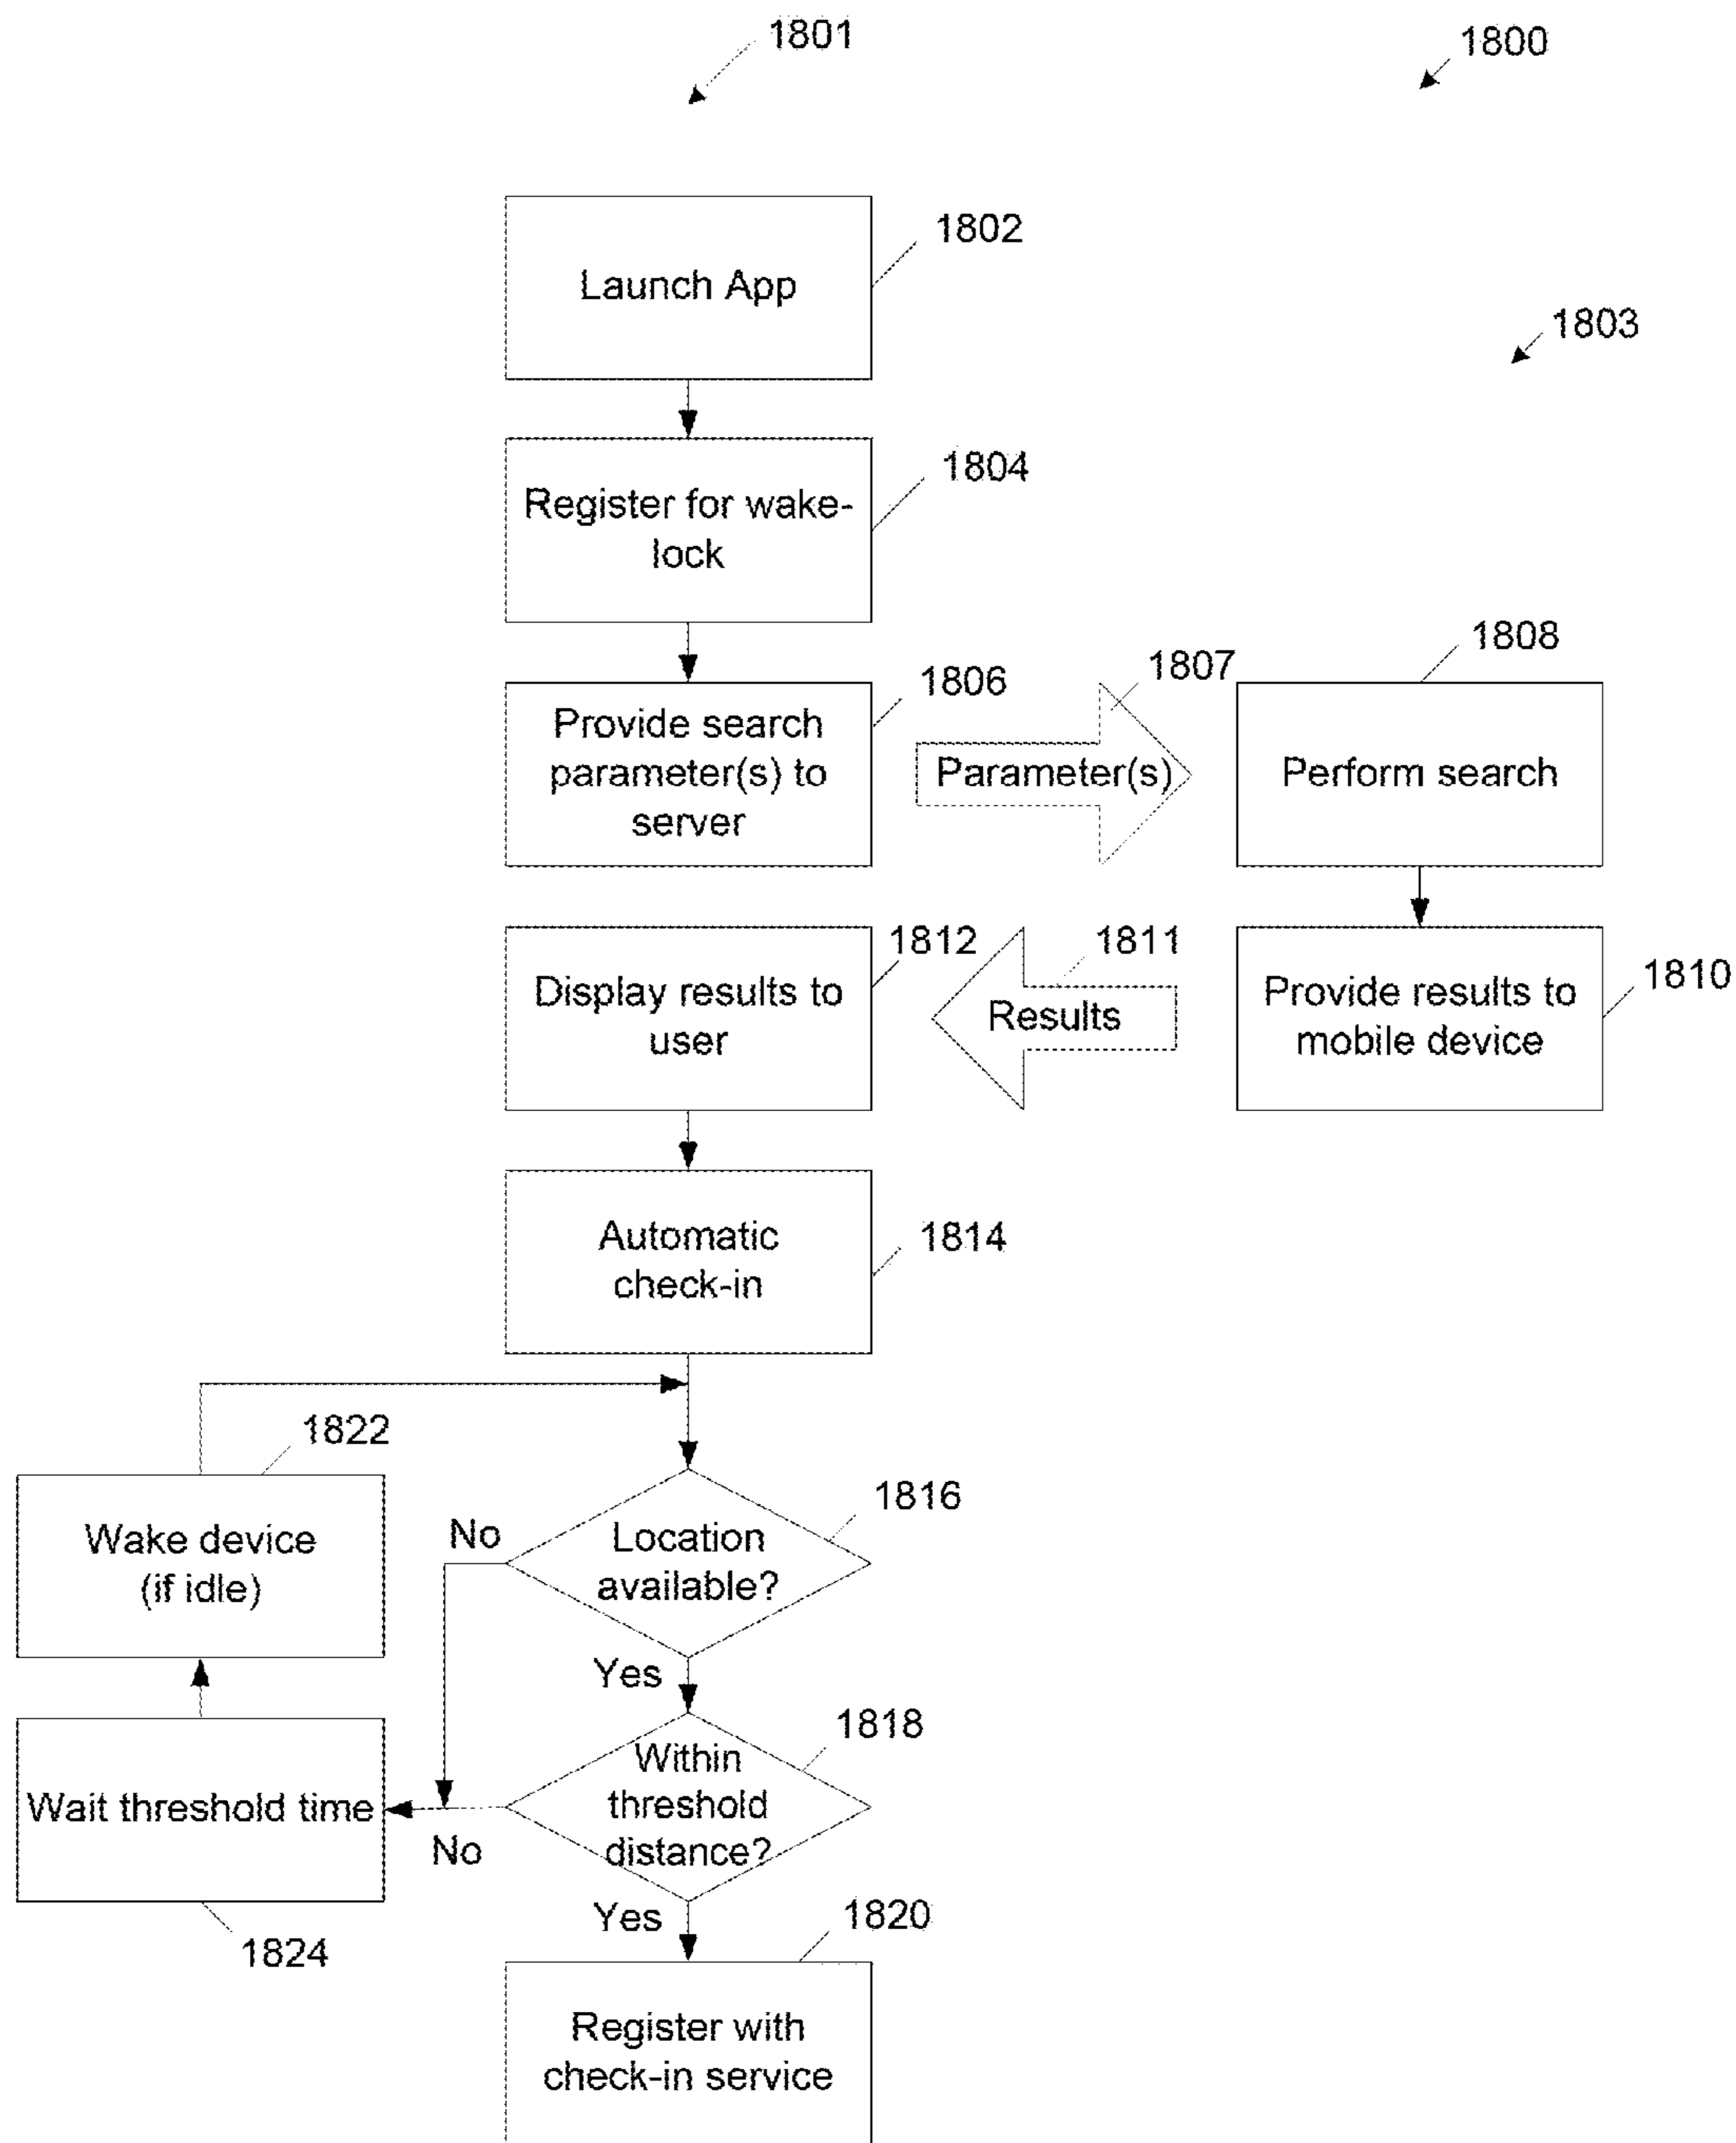 1801
1800
1802
Launch App
1803
1804
Register for wake-
lock
1806
Provide search
parameter(s) to
server
1807
Parameter(s)
1808
Perform search
1812
Display results to
user
1811
Results
1810
Provide results to
mobile device
1814
Automatic
check-in
1822
Wake device
(if idle)
1816
No
Location
available?
Yes
1818
Within
threshold
distance?
Wait threshold time
No
1824
Yes
1820
Register with
check-in service